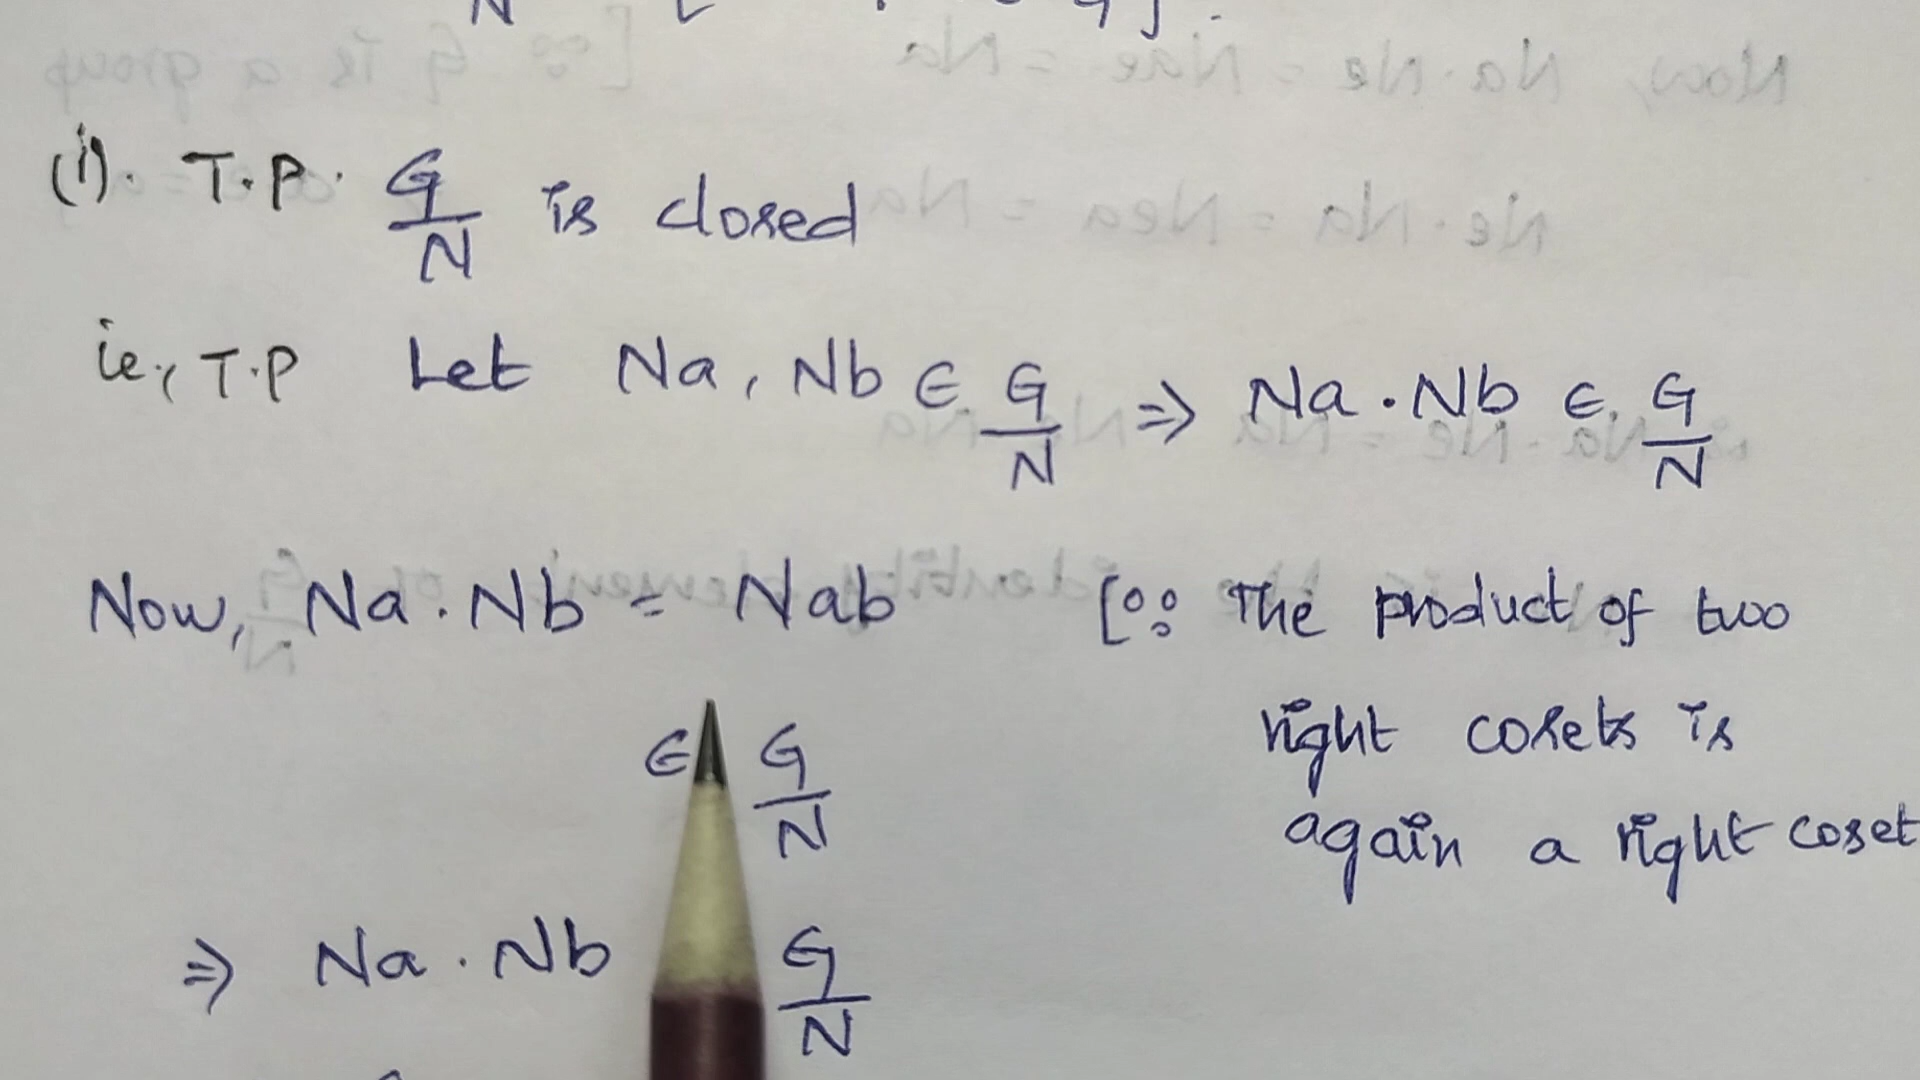 (i). T.P. G/N is closed
ie., T.P Let Na, Nb ∈ G/N ⇒ Na . Nb ∈ G/N
Now, Na . Nb = Nab [∵ The product of two
∈ G/N right cosets is
again a right coset
⇒ Na . Nb G/N